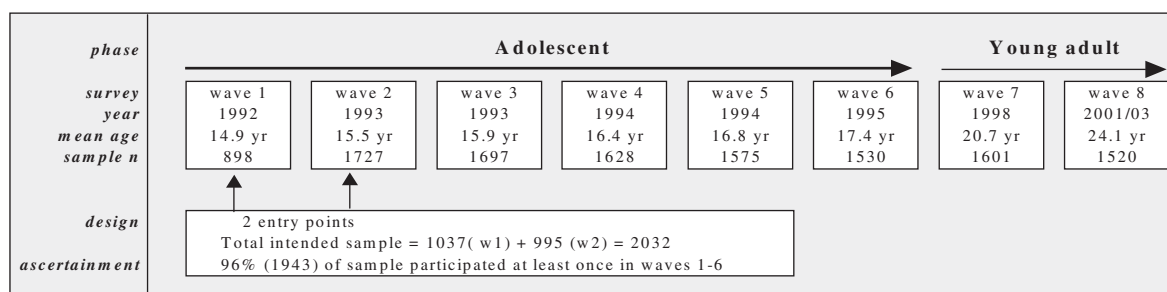 phase Adolescent Young adult
survey wave 1 wave 2 wave 3 wave 4 wave 5 wave 6 wave 7 wave 8
year 1992 1993 1993 1994 1994 1995 1998 2001/03
mean age 14.9 yr 15.5 yr 15.9 yr 16.4 yr 16.8 yr 17.4 yr 20.7 yr 24.1 yr
sample n 898 1727 1697 1628 1575 1530 1601 1520
design 2 entry points
Total intended sample = 1037( w1) + 995 (w2) = 2032
ascertainment 96% (1943) of sample participated at least once in waves 1-6